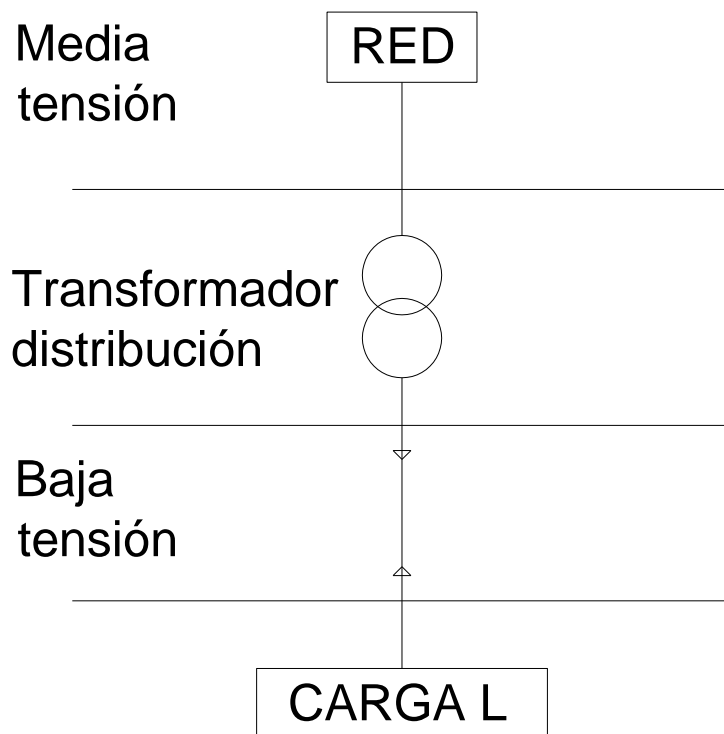 Media
tensión
RED
Transformador
distribución
Baja
tensión
CARGA L